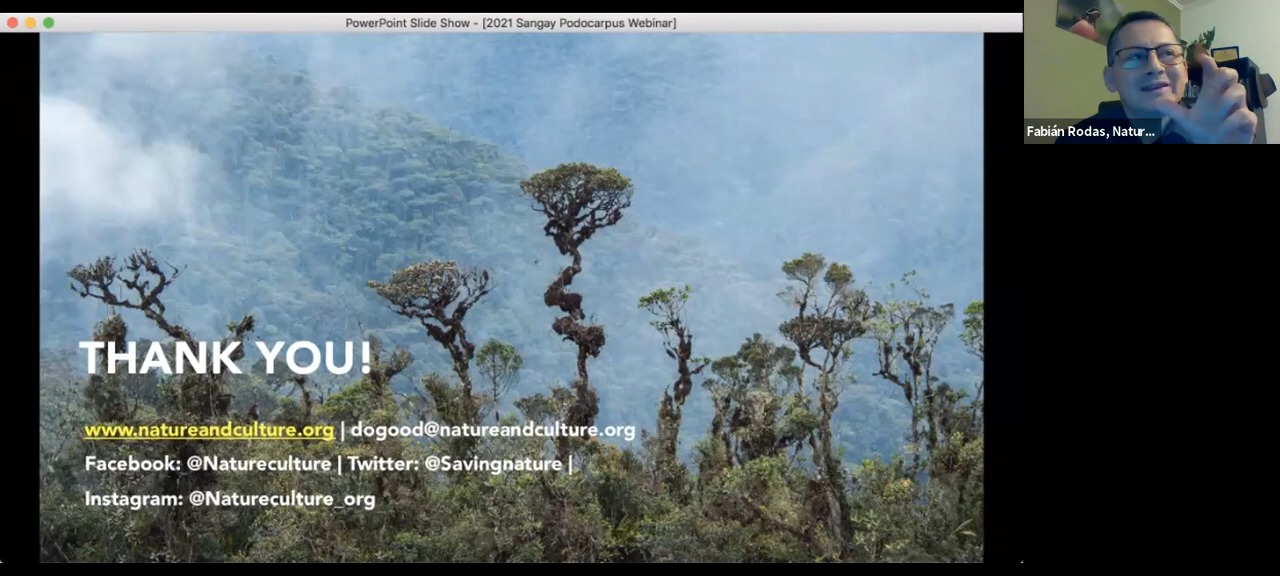 PowerPoint Slide Show - [2021 Sangay Podocarpus Webinar]
Fabián Rodas, Natur...
THANK YOU!
www.natureandculture.org | dogood@natureandculture.org
Facebook: @Natureculture | Twitter: @Savingnature |
Instagram: @Natureculture_org